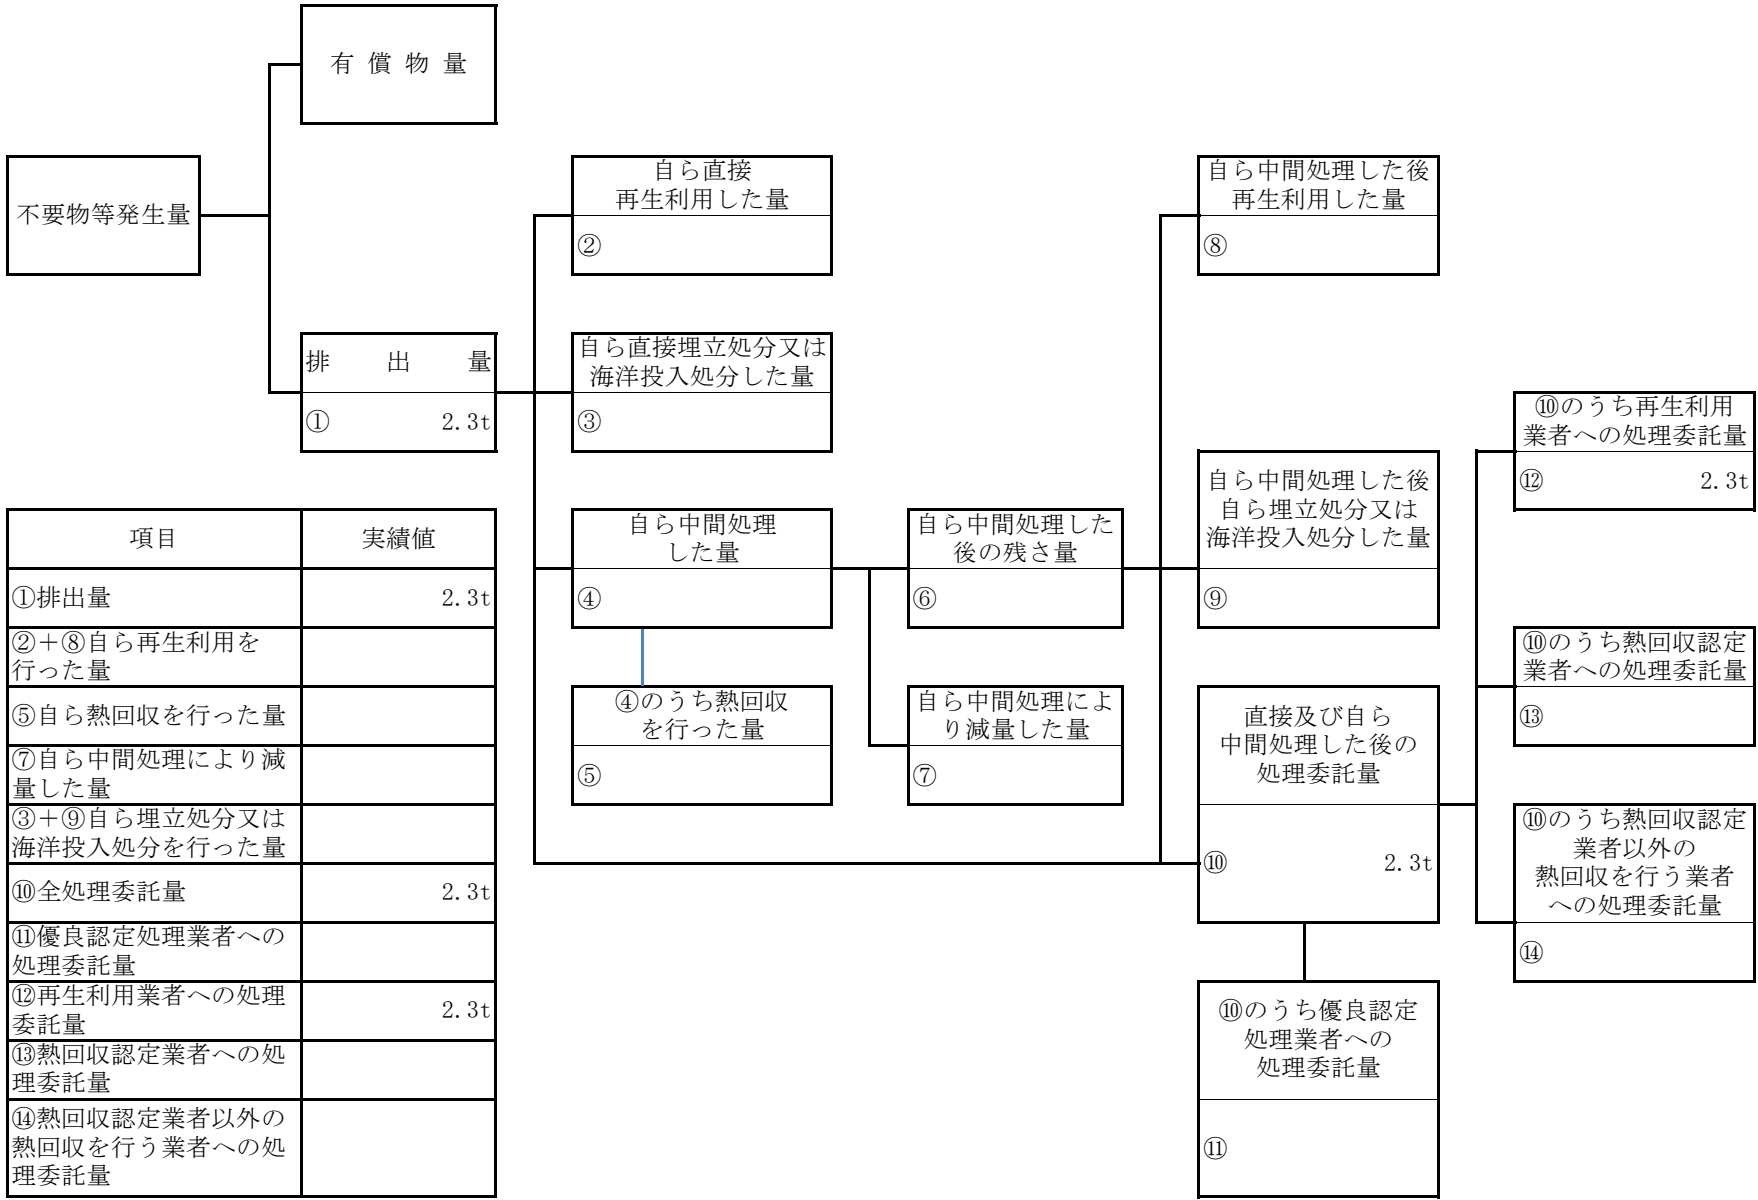 有償物量
不要物等発生量
自ら直接
再生利用した量
②
自ら中間処理した後
再生利用した量
⑧
排出量
① 2.3t
自ら直接埋立処分又は
海洋投入処分した量
③
⑩のうち再生利用
業者への処理委託量
⑫ 2.3t
自ら中間処理
した量
④
自ら中間処理した
後の残さ量
⑥
自ら中間処理した後
自ら埋立処分又は
海洋投入処分した量
⑨
④のうち熱回収
を行った量
⑤
自ら中間処理によ
り減量した量
⑦
直接及び自ら
中間処理した後の
処理委託量
⑩ 2.3t
⑩のうち熱回収認定
業者への処理委託量
⑬
⑩のうち熱回収認定
業者以外の
熱回収を行う業者
への処理委託量
⑭
⑩のうち優良認定
処理業者への
処理委託量
⑪
項目 実績値
①排出量 2.3t
②＋⑧自ら再生利用を
行った量
⑤自ら熱回収を行った量
⑦自ら中間処理により減
量した量
③＋⑨自ら埋立処分又は
海洋投入処分を行った量
⑩全処理委託量 2.3t
⑪優良認定処理業者への
処理委託量
⑫再生利用業者への処理
委託量 2.3t
⑬熱回収認定業者への処
理委託量
⑭熱回収認定業者以外の
熱回収を行う業者への処
理委託量